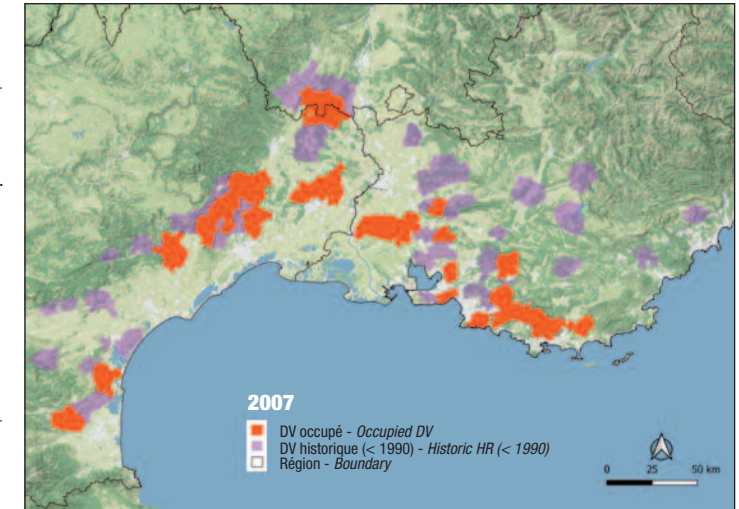 2007
DV occupé - Occupied DV
DV historique (< 1990) - Historic HR (< 1990)
Région - Boundary
0 25 50 km